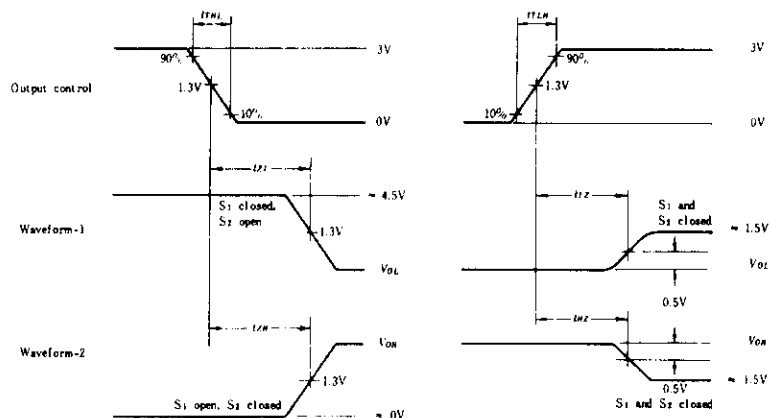 tTHL
tTLH
3V
90%
1.3V
10%
0V
Output control
3V
90%
1.3V
10%
0V
tZL
≈ 4.5V
S1 closed,
S2 open
Waveform-1
1.3V
VOL
tLZ
S1 and
S2 closed
≈ 1.5V
VOL
0.5V
tZH
VOH
Waveform-2
1.3V
S1 open, S2 closed
≈ 0V
tHZ
VOH
0.5V
≈ 1.5V
S1 and S2 closed